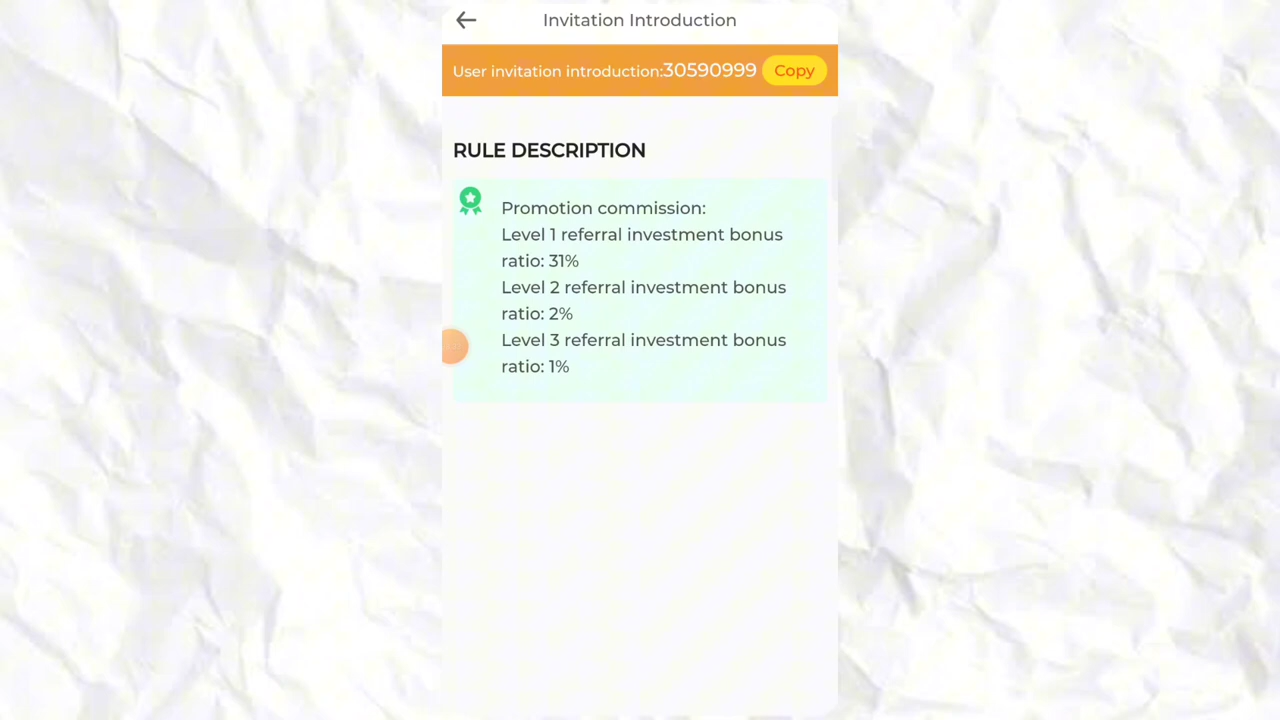 Invitation Introduction
User invitation introduction:30590999 Copy
RULE DESCRIPTION
Promotion commission:
Level 1 referral investment bonus
ratio: 31%
Level 2 referral investment bonus
ratio: 2%
Level 3 referral investment bonus
ratio: 1%